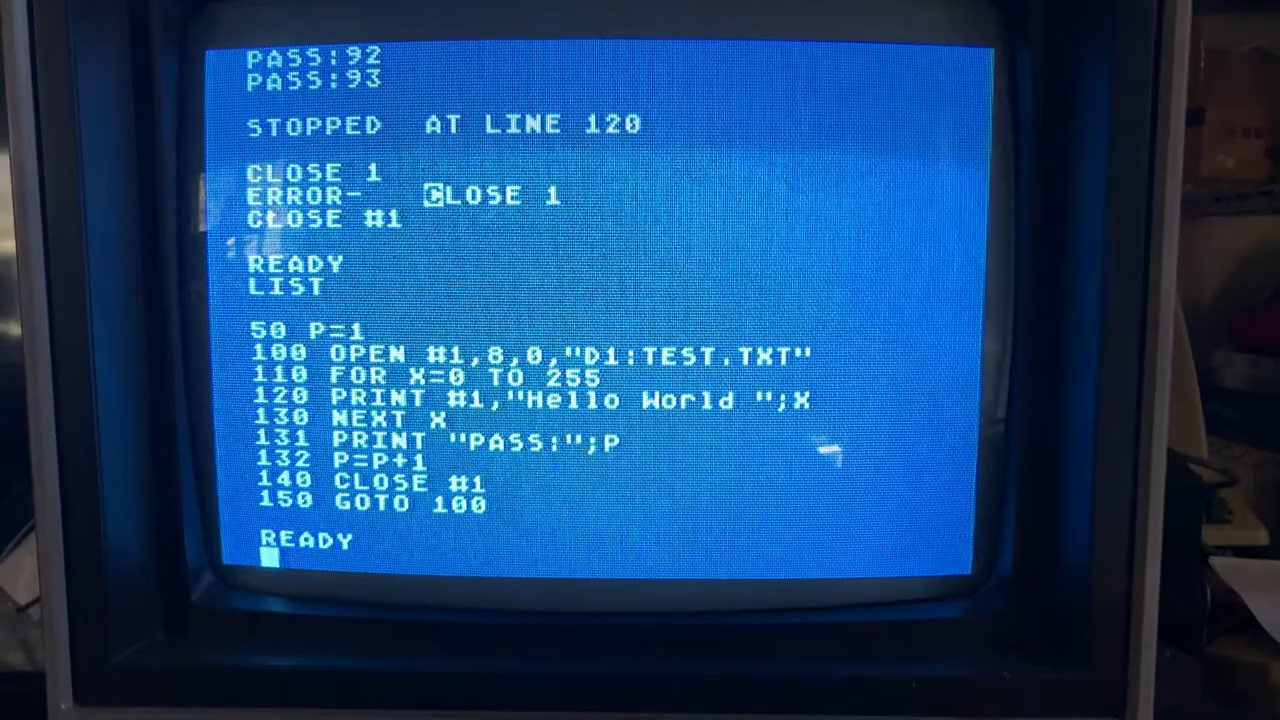 PASS:92
PASS:93
STOPPED AT LINE 120
CLOSE 1
ERROR- CLOSE 1
CLOSE #1
READY
LIST
50 P=1
100 OPEN #1,8,0,"D1:TEST.TXT"
110 FOR X=0 TO 255
120 PRINT #1,"Hello World ";X
130 NEXT X
131 PRINT "PASS:";P
132 P=P+1
140 CLOSE #1
150 GOTO 100
READY